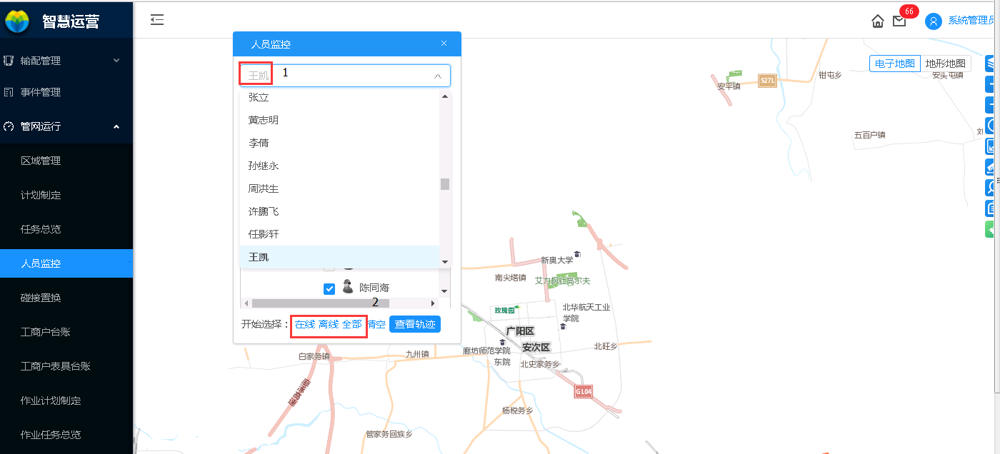 智慧运营
66
系统管理员
输配管理
事件管理
管网运行
区域管理
计划制定
任务总览
人员监控
碰接置换
工商户台账
工商户表具台账
作业计划制定
作业任务总览
人员监控
王凯 1
张立
黄志明
李倩
孙继永
周洪生
许鹏飞
任影轩
王凯
陈同海
2
开始选择： 在线 离线 全部 清空 查看轨迹
电子地图 地形地图
安头屯镇
钳屯乡
S271
安平镇
五百户镇
刘
新奥大学
南尖塔镇
艾力枫社高尔夫
玫瑰园
北华航天工业
学院
广阳区
安次区
廊坊师范学院
东院
北史家务乡
北旺乡
白家务镇
九州镇
G104
杨税务乡
管家务回族乡